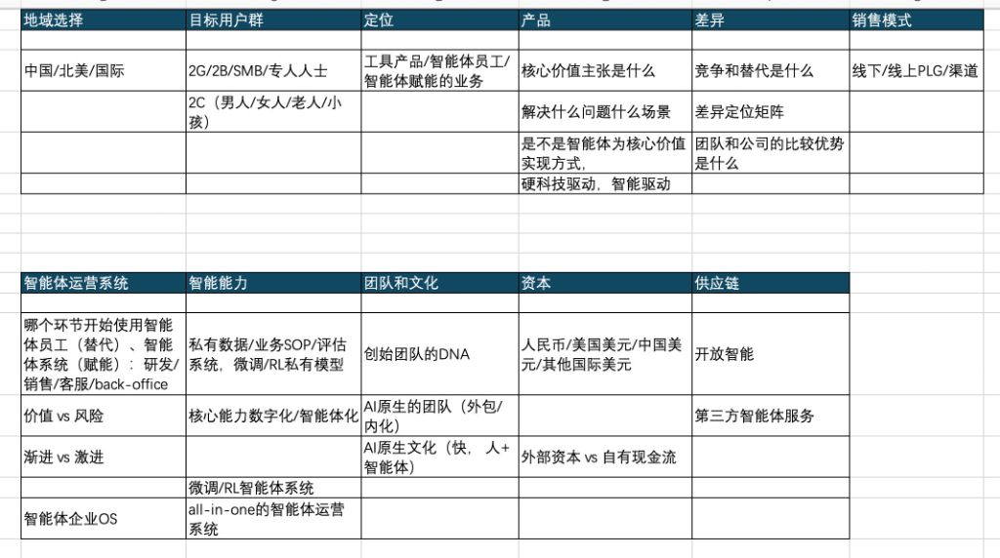 地域选择 目标用户群 定位 产品 差异 销售模式
中国/北美/国际
2G/2B/SMB/专人人士
工具产品/智能体员工/
智能体赋能的业务
核心价值主张是什么
竞争和替代是什么
线下/线上PLG/渠道
2C（男人/女人/老人/小
孩）
解决什么问题什么场景
差异定位矩阵
是不是智能体为核心价值
实现方式，
团队和公司的比较优势
是什么
硬科技驱动，智能驱动
智能体运营系统 智能能力 团队和文化 资本 供应链
哪个环节开始使用智能
体员工（替代）、智能
体系统（赋能）：研发/
销售/客服/back-office
私有数据/业务SOP/评估
系统，微调/RL私有模型
创始团队的DNA
人民币/美国美元/中国美
元/其他国际美元
开放智能
价值 vs 风险
核心能力数字化/智能体化
AI原生的团队（外包/
内化）
第三方智能体服务
渐进 vs 激进
AI原生文化（快， 人+
智能体）
外部资本 vs 自有现金流
微调/RL智能体系统
智能体企业OS
all-in-one的智能体运营
系统